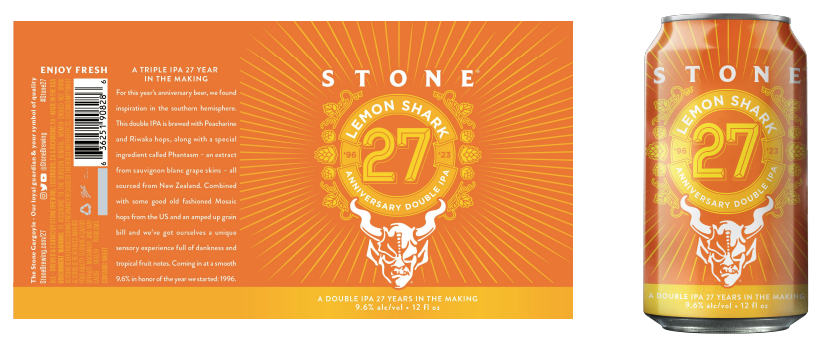 The Stone Gargoyle - Our loyal guardian & your symbol of quality
StoneBrewing.com/27
@StoneBrewing
#Stone27
ENJOY FRESH
6 36251 90828 6
A TRIPLE IPA 27 YEAR
IN THE MAKING
For this year's anniversary beer, we found
inspiration in the southern hemisphere.
This double IPA is brewed with Peacharine
and Riwaka hops, along with a special
ingredient called Phantasm – an extract
from sauvignon blanc grape skins – all
sourced from New Zealand. Combined
with some good old fashioned Mosaic
hops from the US and an amped up grain
bill and we've got ourselves a unique
sensory experience full of dankness and
tropical fruit notes. Coming in at a smooth
9.6% in honor of the year we started: 1996.
STONE
LEMON SHARK
'96 27 '23
ANNIVERSARY DOUBLE IPA
A DOUBLE IPA 27 YEARS IN THE MAKING
9.6% alc/vol • 12 fl oz
STONE
LEMON SHARK
'96 27 '23
ANNIVERSARY DOUBLE IPA
A DOUBLE IPA 27 YEARS IN THE MAKING
9.6% alc/vol • 12 fl oz